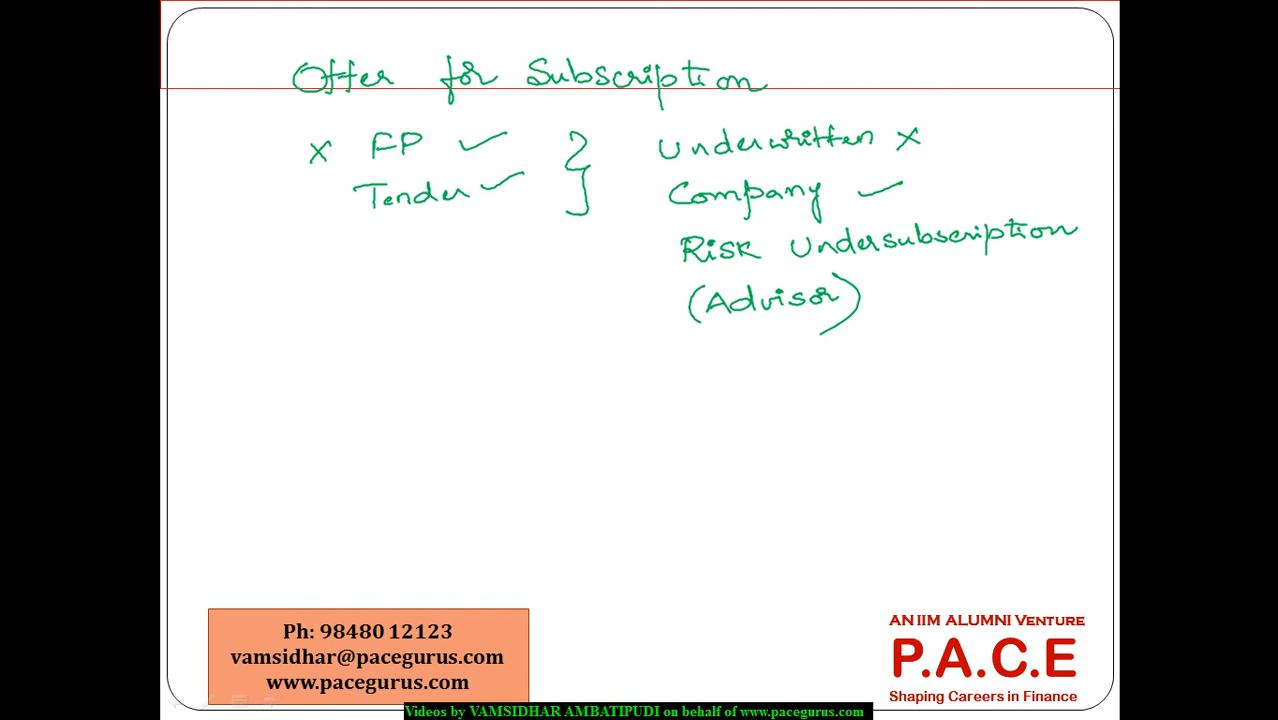 Offer for Subscription
x FP ✓ } Underwritten x
Tender ✓ Company ✓
Risk Undersubscription
(Advisor)
Ph: 98480 12123
vamsidhar@pacegurus.com
www.pacegurus.com
AN IIM ALUMNI VENTURE
P.A.C.E
Shaping Careers in Finance
Videos by VAMSIDHAR AMBATIPUDI on behalf of www.pacegurus.com